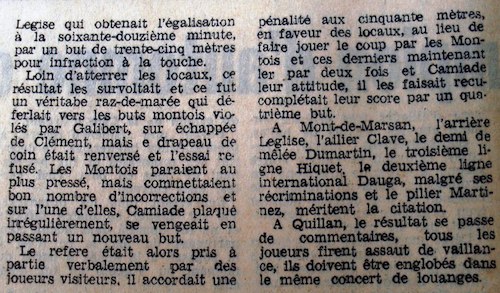 Legise qui obtenait l'égalisation
à la soixante-douzième minute,
par un but de trente-cinq mètres
pour infraction à la touche.
Loin d'atterrer les locaux, ce
résultat les survoltait et ce fut
un véritabe raz-de-marée qui dé-
ferlait vers les buts montois vio-
lés par Galibert, sur échappée
de Clément, mais e drapeau de
coin était renversé et l'essai re-
fusé. Les Montois paraient au
plus pressé, mais commettaient
bon nombre d'incorrections et
sur l'une d'elles, Camiade plaqué
irrégulièrement, se vengeait en
passant un nouveau but.
Le refere était alors pris à
partie verbalement par des
joueurs visiteurs, il accordait une
pénalité aux cinquante mètres,
en faveur des locaux, au lieu de
faire jouer le coup par les Mon-
tois et ces derniers maintenant
ler par deux fois et Camiade
leur attitude, il les faisait recu-
complétait leur score par un qua-
trième but.
A Mont-de-Marsan, l'arrière
Leglise, l'ailier Clave, le demi de
mêlée Dumartin, le troisième li-
gne Hiquet, le deuxième ligne
international Dauga, malgré ses
récriminations et le pilier Marti-
nez, méritent la citation.
A Quillan, le résultat se passe
de commentaires, tous les
joueurs firent assaut de vaillan-
ce, ils doivent être englobés dans
le même concert de louanges.